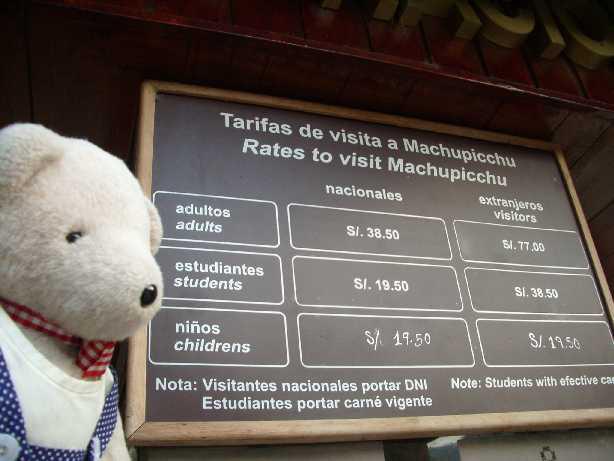 Tarifas de visita a Machupicchu
Rates to visit Machupicchu
nacionales
extranjeros
visitors
adultos
adults
S/. 38.50
S/. 77.00
estudiantes
students
S/. 19.50
S/. 38.50
niños
childrens
S/. 19.50
S/. 19.50
Nota: Visitantes nacionales portar DNI
Estudiantes portar carné vigente
Note: Students with efective